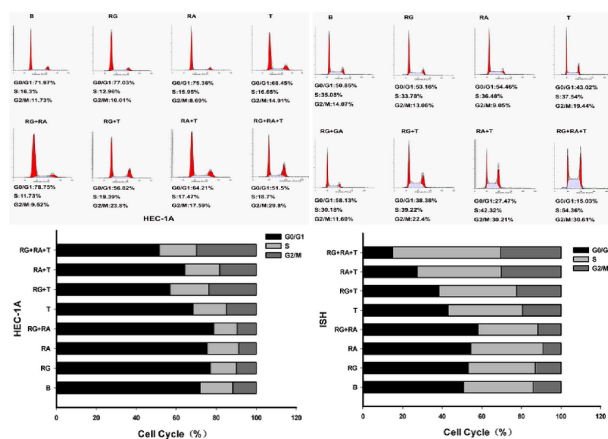 B RG RA T
G0/G1:71.97% G0/G1:77.03% G0/G1:75.36% G0/G1:68.45%
S:16.3% S:12.96% S:15.95% S:16.65%
G2/M:11.73% G2/M:10.01% G2/M:8.69% G2/M:14.91%
RG+RA RG+T RA+T RG+RA+T
G0/G1:78.75% G0/G1:56.82% G0/G1:64.21% G0/G1:51.5%
S:11.73% S:19.39% S:17.47% S:18.7%
G2/M:9.52% G2/M:23.8% G2/M:17.59% G2/M:29.8%
HEC-1A
B RG RA T
G0/G1:50.85% G0/G1:53.16% G0/G1:54.46% G0/G1:43.02%
S:35.08% S:33.78% S:36.48% S:37.54%
G2/M:14.07% G2/M:13.06% G2/M:9.05% G2/M:19.44%
RG+GA RG+T RA+T RG+RA+T
G0/G1:58.13% G0/G1:38.38% G0/G1:27.47% G0/G1:15.03%
S:30.18% S:39.22% S:42.32% S:54.36%
G2/M:11.69% G2/M:22.4% G2/M:30.21% G2/M:30.61%
HEC-1A
RG+RA+T
RA+T
RG+T
T
RG+RA
RA
RG
B
0 20 40 60 80 100 120
Cell Cycle（%）
G0/G1
S
G2/M
ISH
RG+RA+T
RA+T
RG+T
T
RG+RA
RA
RG
B
0 20 40 60 80 100
Cell Cycle（%）
G0/G
S
G2/M